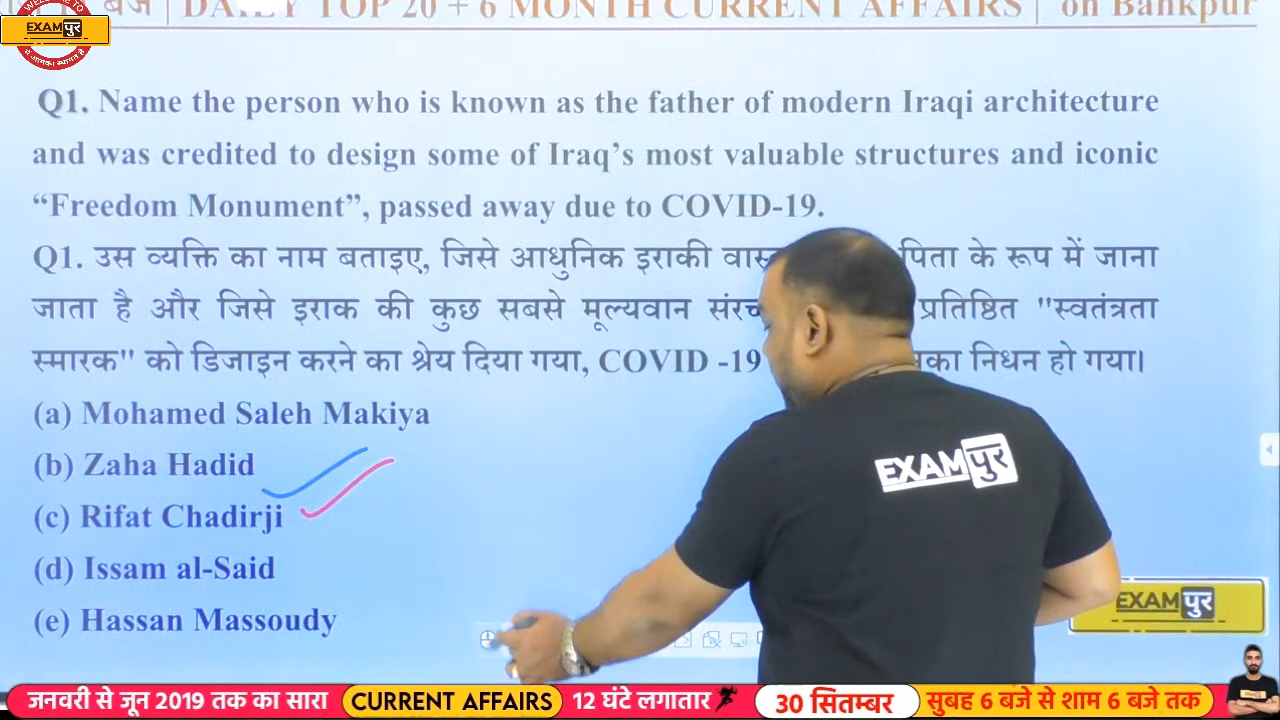 बजे | DAILY TOP 20 + 6 MONTH CURRENT AFFAIRS | on Bankpur
EXAMपुर
Q1. Name the person who is known as the father of modern Iraqi architecture
and was credited to design some of Iraq's most valuable structures and iconic
“Freedom Monument”, passed away due to COVID-19.
Q1. उस व्यक्ति का नाम बताइए, जिसे आधुनिक इराकी पिता के रूप में जाना
जाता है और जिसे इराक की कुछ सबसे मूल्यवान प्रतिष्ठित "स्वतंत्रता
स्मारक" को डिजाइन करने का श्रेय दिया गया, COVID -19 निधन हो गया।
(a) Mohamed Saleh Makiya
(b) Zaha Hadid
(c) Rifat Chadirji
(d) Issam al-Said
(e) Hassan Massoudy
EXAMपुर
EXAMपुर
जनवरी से जून 2019 तक का सारा CURRENT AFFAIRS 12 घंटे लगातार 30 सितम्बर सुबह 6 बजे से शाम 6 बजे तक